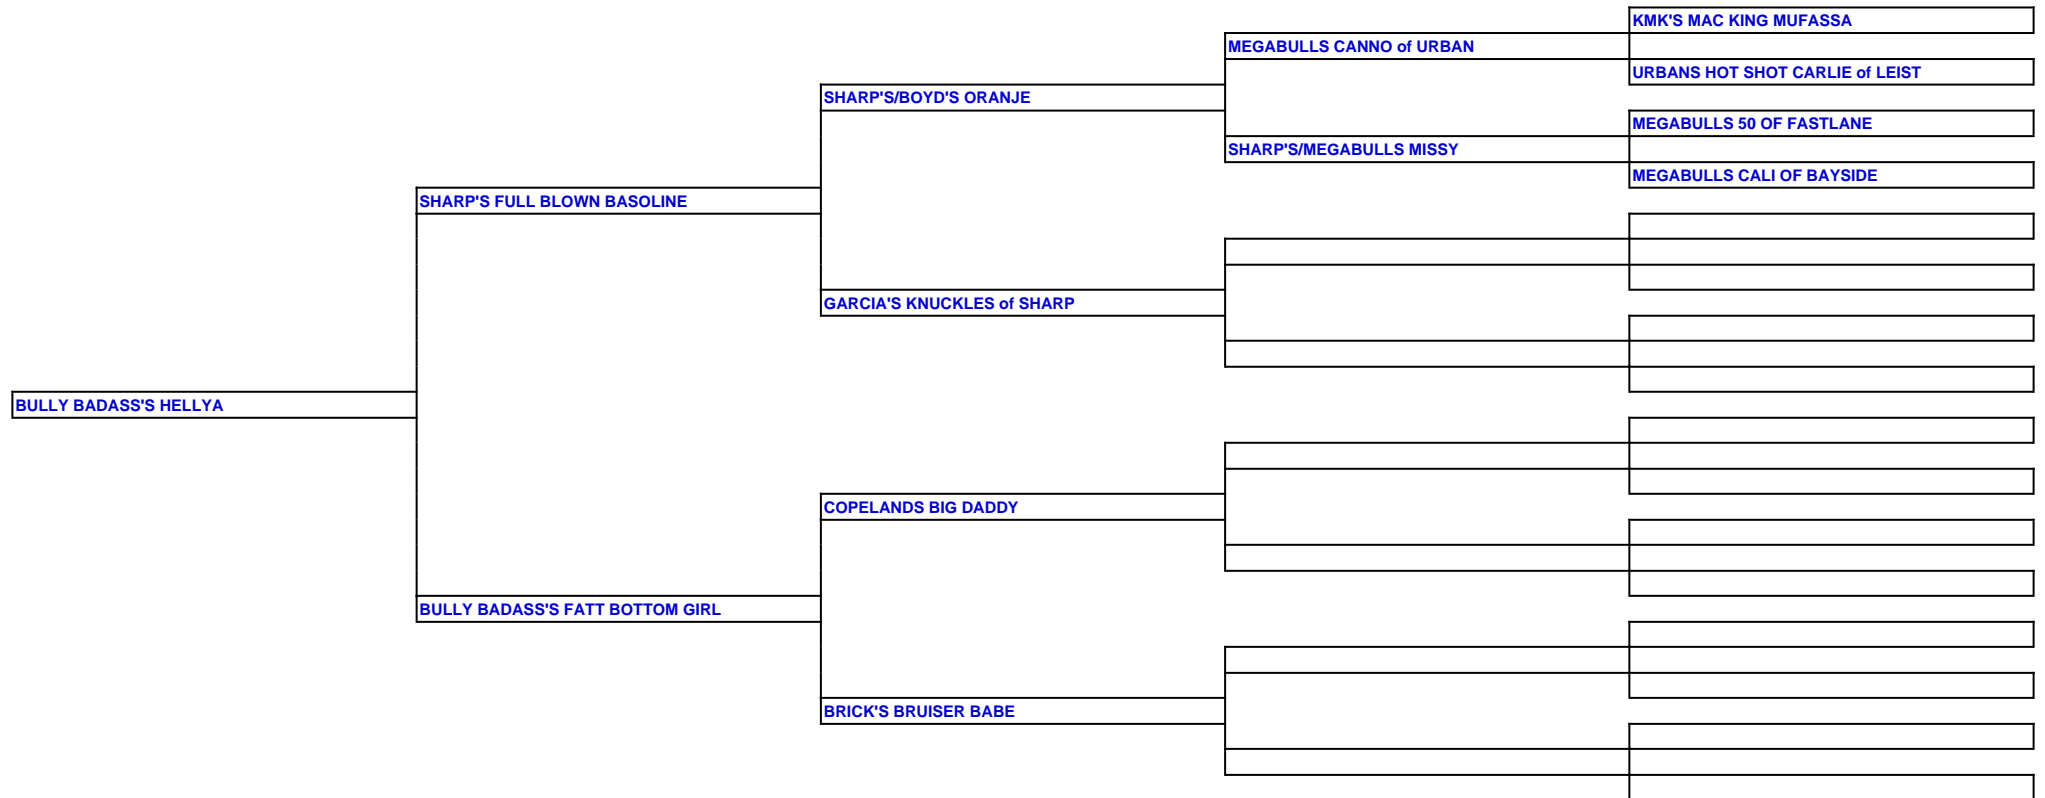 KMK'S MAC KING MUFASSA
MEGABULLS CANNO of URBAN
URBANS HOT SHOT CARLIE of LEIST
SHARP'S/BOYD'S ORANJE
MEGABULLS 50 OF FASTLANE
SHARP'S/MEGABULLS MISSY
MEGABULLS CALI OF BAYSIDE
SHARP'S FULL BLOWN BASOLINE
GARCIA'S KNUCKLES of SHARP
BULLY BADASS'S HELLYA
COPELANDS BIG DADDY
BULLY BADASS'S FATT BOTTOM GIRL
BRICK'S BRUISER BABE